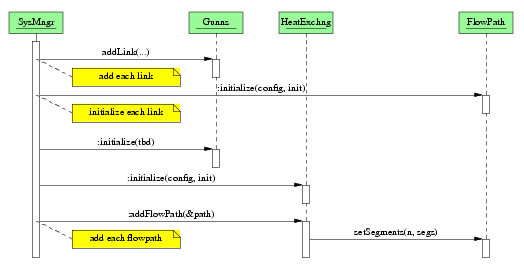 SysMngr Gunns HeatExchng FlowPath
addLink(...)
add each link
:initialize(config, init)
initialize each link
:initialize(tbd)
:initialize(config, init)
:addFlowPath(&path)
add each flowpath
setSegments(n, segs)